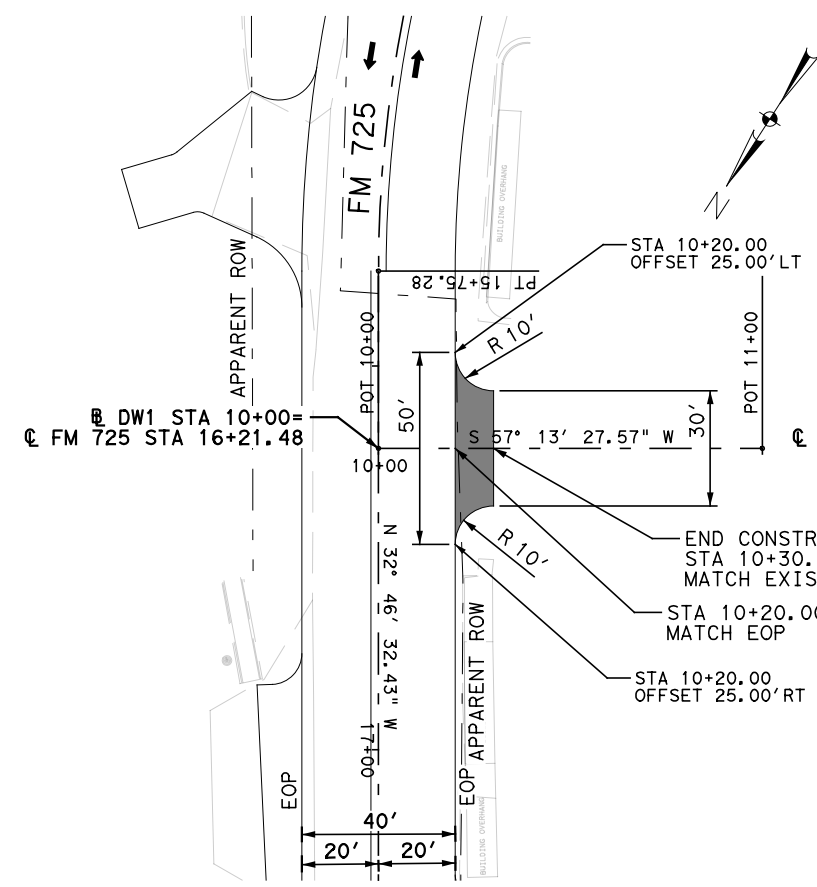 FM 725
BUILDING OVERHANG
N
STA 10+20.00
OFFSET 25.00'LT
APPARENT ROW
PT 15+75.28
POT 10+00
R 10'
POT 11+00
50'
℄ DW1 STA 10+00=
℄ FM 725 STA 16+21.48
S 57° 13' 27.57" W
30'
℄
10+00
R 10'
END CONSTR
STA 10+30.
MATCH EXIS
N 32° 46' 32.43" W
STA 10+20.00
MATCH EOP
APPARENT ROW
STA 10+20.00
OFFSET 25.00'RT
17+00
EOP
EOP
40'
20'
20'
BUILDING OVERHANG